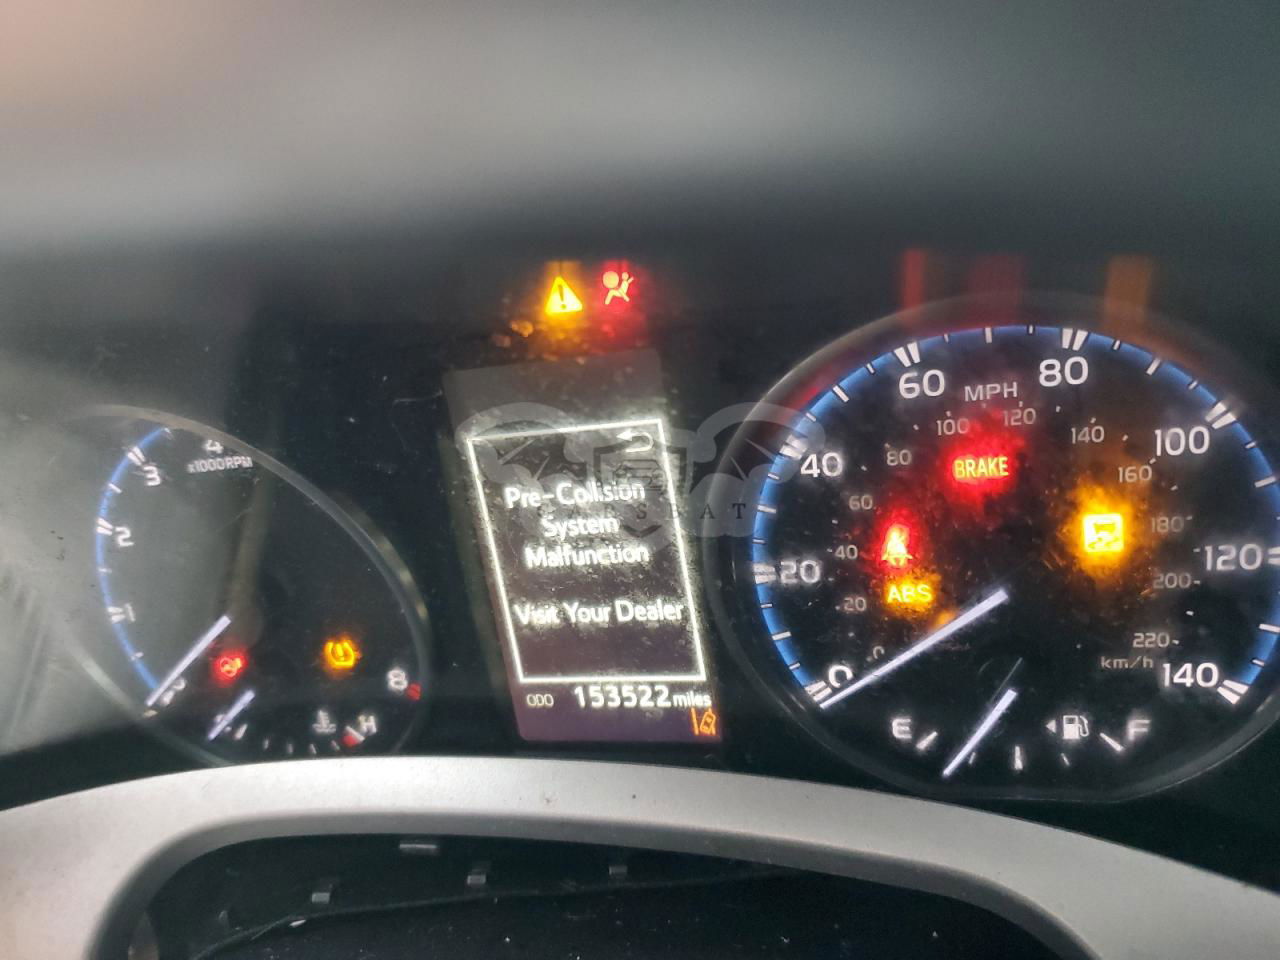 60
80
MPH
100
120
40
80
140
100
160
4
x1000RPM
3
BRAKE
Pre-Collision
System
Malfunction
Visit Your Dealer
60
180
2
20
40
ABS
120
200
20
1
0
0
220
km/h
140
8
H
ODO 153522 miles
E
F